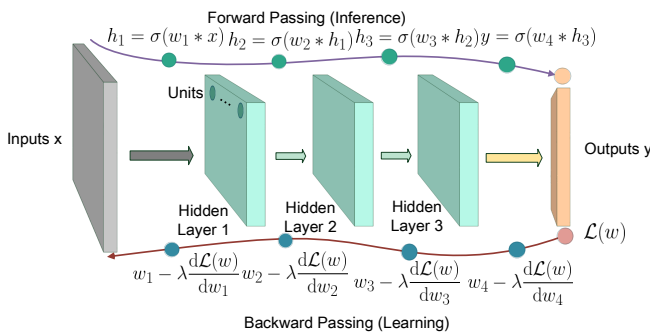 Forward Passing (Inference)
h₁ = σ(w₁ * x) h₂ = σ(w₂ * h₁) h₃ = σ(w₃ * h₂) y = σ(w₄ * h₃)
Units
...
Inputs x
Outputs y
Hidden Layer 1
Hidden Layer 2
Hidden Layer 3
ℒ(w)
w₁ − λ dℒ(w)/dw₁ w₂ − λ dℒ(w)/dw₂ w₃ − λ dℒ(w)/dw₃ w₄ − λ dℒ(w)/dw₄
Backward Passing (Learning)